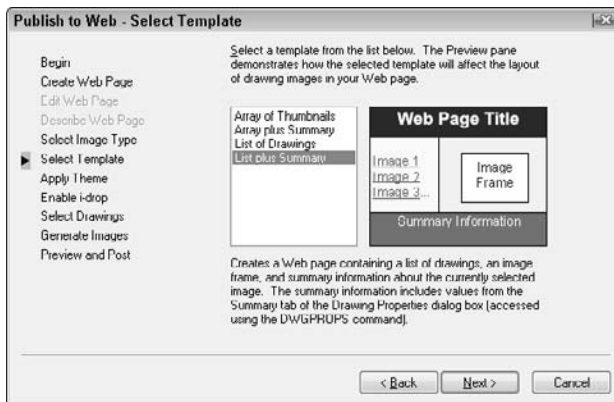 Publish to Web - Select Template
Begin
Create Web Page
Edit Web Page
Describe Web Page
Select Image Type
Select Template
Apply Theme
Enable i-drop
Select Drawings
Generate Images
Preview and Post
Select a template from the list below. The Preview pane
demonstrates how the selected template will affect the layout
of drawing images in your Web page.
Array of Thumbnails
Array plus Summary
List of Drawings
List plus Summary
Web Page Title
Image 1
Image 2
Image 3...
Image
Frame
Summary Information
Creates a Web page containing a list of drawings, an image
frame, and summary information about the currently selected
image. The summary information includes values from the
Summary tab of the Drawing Properties dialog box (accessed
using the DWGPROPS command).
< Back
Next >
Cancel